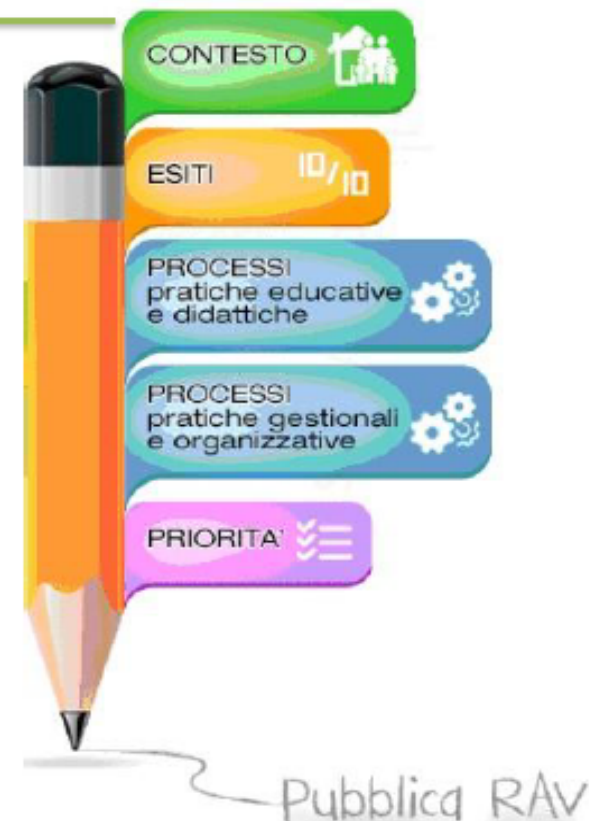 CONTESTO
ESITI 10/10
PROCESSI
pratiche educative
e didattiche
PROCESSI
pratiche gestionali
e organizzative
PRIORITA'
Pubblica RAV